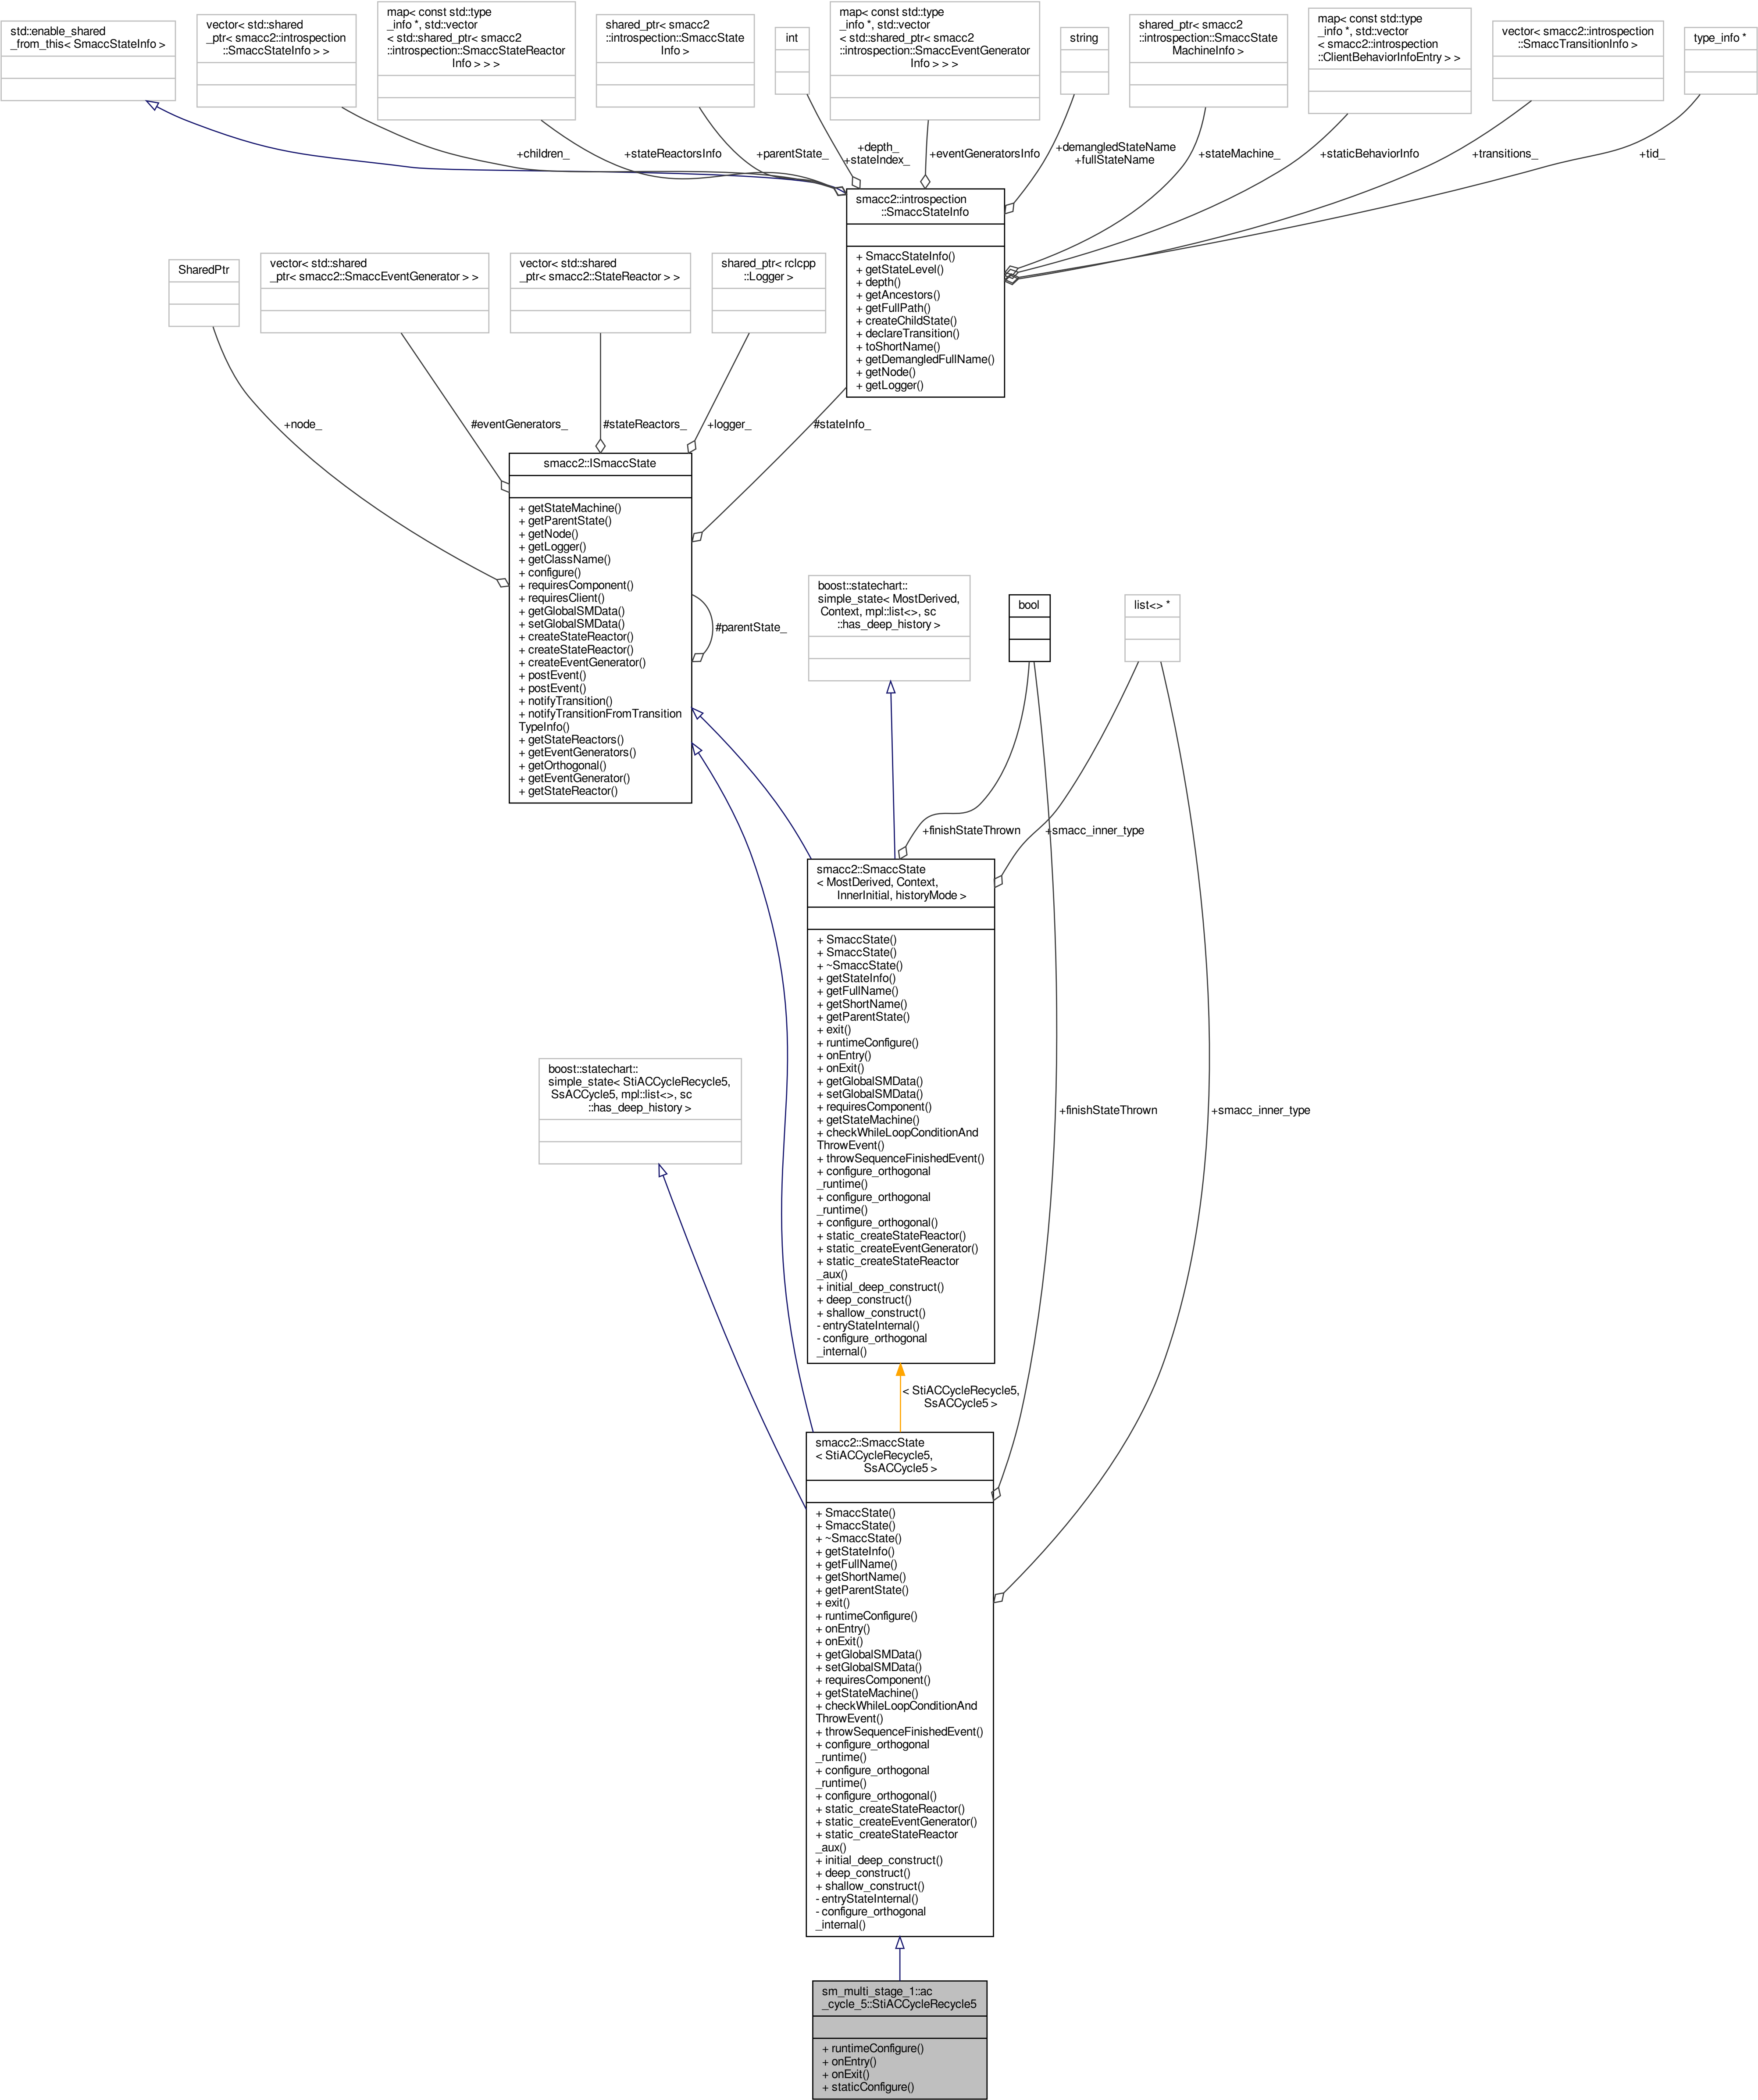 std::enable_shared
_from_this< SmaccStateInfo >
vector< std::shared
_ptr< smacc2::introspection
::SmaccStateInfo > >
map< const std::type
_info *, std::vector
< std::shared_ptr< smacc2
::introspection::SmaccStateReactor
Info > > >
shared_ptr< smacc2
::introspection::SmaccState
Info >
int
map< const std::type
_info *, std::vector
< std::shared_ptr< smacc2
::introspection::SmaccEventGenerator
Info > > >
string
shared_ptr< smacc2
::introspection::SmaccState
MachineInfo >
map< const std::type
_info *, std::vector
< smacc2::introspection
::ClientBehaviorInfoEntry > >
vector< smacc2::introspection
::SmaccTransitionInfo >
type_info *
+children_
+stateReactorsInfo
+parentState_
+depth_
+stateIndex_
+eventGeneratorsInfo
+demangledStateName
+fullStateName
+stateMachine_
+staticBehaviorInfo
+transitions_
+tid_
smacc2::introspection
::SmaccStateInfo
+ SmaccStateInfo()
+ getStateLevel()
+ depth()
+ getAncestors()
+ getFullPath()
+ createChildState()
+ declareTransition()
+ toShortName()
+ getDemangledFullName()
+ getNode()
+ getLogger()
SharedPtr
vector< std::shared
_ptr< smacc2::SmaccEventGenerator > >
vector< std::shared
_ptr< smacc2::StateReactor > >
shared_ptr< rclcpp
::Logger >
+node_
#eventGenerators_
#stateReactors_
+logger_
#stateInfo_
smacc2::ISmaccState
+ getStateMachine()
+ getParentState()
+ getNode()
+ getLogger()
+ getClassName()
+ configure()
+ requiresComponent()
+ requiresClient()
+ getGlobalSMData()
+ setGlobalSMData()
+ createStateReactor()
+ createStateReactor()
+ createEventGenerator()
+ postEvent()
+ postEvent()
+ notifyTransition()
+ notifyTransitionFromTransition
TypeInfo()
+ getStateReactors()
+ getEventGenerators()
+ getOrthogonal()
+ getEventGenerator()
+ getStateReactor()
#parentState_
boost::statechart::
simple_state< MostDerived,
Context, mpl::list<>, sc
::has_deep_history >
bool
list<> *
+finishStateThrown
+smacc_inner_type
smacc2::SmaccState
< MostDerived, Context,
InnerInitial, historyMode >
+ SmaccState()
+ SmaccState()
+ ~SmaccState()
+ getStateInfo()
+ getFullName()
+ getShortName()
+ getParentState()
+ exit()
+ runtimeConfigure()
+ onEntry()
+ onExit()
+ getGlobalSMData()
+ setGlobalSMData()
+ requiresComponent()
+ getStateMachine()
+ checkWhileLoopConditionAnd
ThrowEvent()
+ throwSequenceFinishedEvent()
+ configure_orthogonal
_runtime()
+ configure_orthogonal
_runtime()
+ configure_orthogonal()
+ static_createStateReactor()
+ static_createEventGenerator()
+ static_createStateReactor
_aux()
+ initial_deep_construct()
+ deep_construct()
+ shallow_construct()
- entryStateInternal()
- configure_orthogonal
_internal()
boost::statechart::
simple_state< StiACCycleRecycle5,
SsACCycle5, mpl::list<>, sc
::has_deep_history >
+finishStateThrown
+smacc_inner_type
< StiACCycleRecycle5,
SsACCycle5 >
smacc2::SmaccState
< StiACCycleRecycle5,
SsACCycle5 >
+ SmaccState()
+ SmaccState()
+ ~SmaccState()
+ getStateInfo()
+ getFullName()
+ getShortName()
+ getParentState()
+ exit()
+ runtimeConfigure()
+ onEntry()
+ onExit()
+ getGlobalSMData()
+ setGlobalSMData()
+ requiresComponent()
+ getStateMachine()
+ checkWhileLoopConditionAnd
ThrowEvent()
+ throwSequenceFinishedEvent()
+ configure_orthogonal
_runtime()
+ configure_orthogonal
_runtime()
+ configure_orthogonal()
+ static_createStateReactor()
+ static_createEventGenerator()
+ static_createStateReactor
_aux()
+ initial_deep_construct()
+ deep_construct()
+ shallow_construct()
- entryStateInternal()
- configure_orthogonal
_internal()
sm_multi_stage_1::ac
_cycle_5::StiACCycleRecycle5
+ runtimeConfigure()
+ onEntry()
+ onExit()
+ staticConfigure()